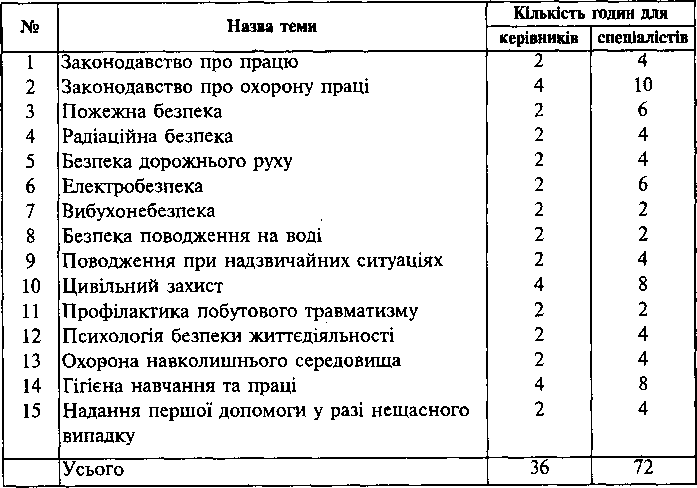 № Назва теми Кількість годин для
керівників спеціалістів
1 Законодавство про працю 2 4
2 Законодавство про охорону праці 4 10
3 Пожежна безпека 2 6
4 Радіаційна безпека 2 4
5 Безпека дорожнього руху 2 4
6 Електробезпека 2 6
7 Вибухонебезпека 2 2
8 Безпека поводження на воді 2 2
9 Поводження при надзвичайних ситуаціях 2 4
10 Цивільний захист 4 8
11 Профілактика побутового травматизму 2 2
12 Психологія безпеки життєдіяльності 2 4
13 Охорона навколишнього середовища 2 4
14 Гігієна навчання та праці 4 8
15 Надання першої допомоги у разі нещасного 2 4
випадку
Усього 36 72